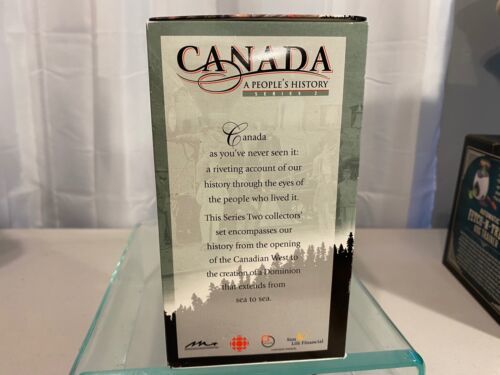 CANADA
A PEOPLE'S HISTORY
SERIES 2
Canada
as you've never seen it:
a riveting account of our
history through the eyes of
the people who lived it.
This Series Two collectors'
set encompasses our
history from the opening
of the Canadian West to
the creation of a Dominion
that extends from
sea to sea.
Sun
Life Financial